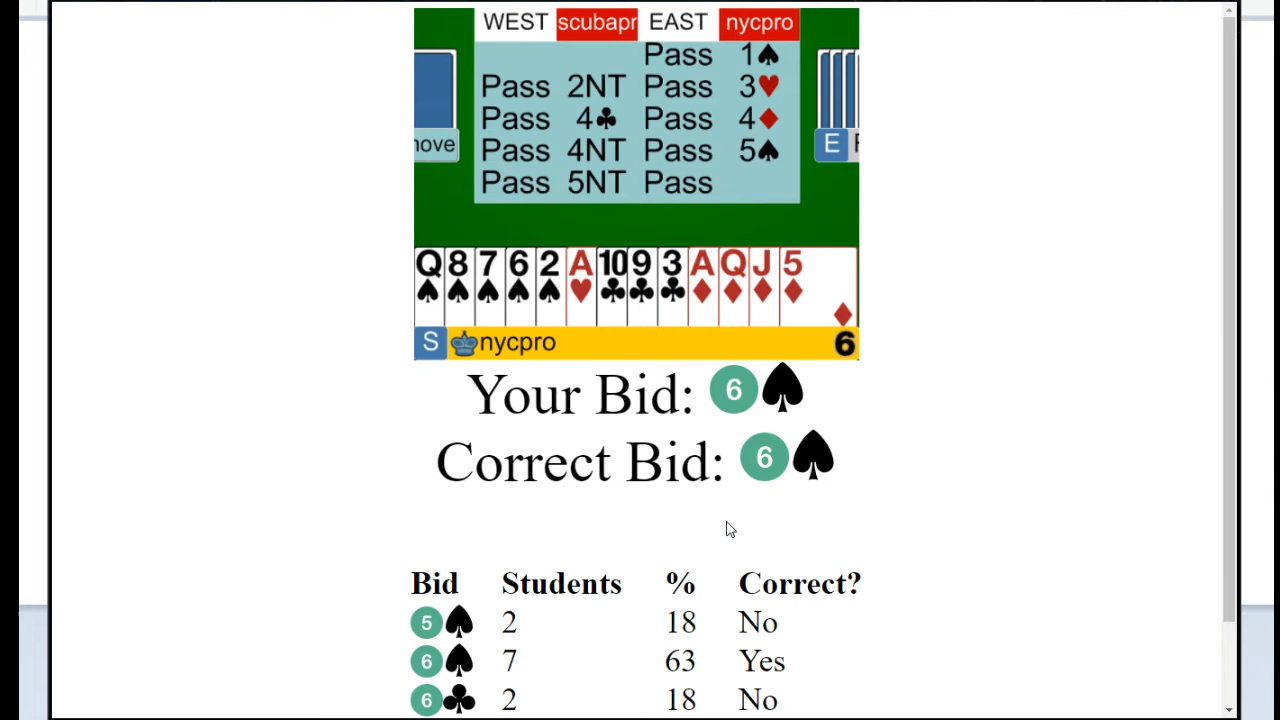 WEST scubapr EAST nycpro
Pass 1♠
Pass 2NT Pass 3♥
Pass 4♣ Pass 4♦
Pass 4NT Pass 5♠
Pass 5NT Pass
nove E F
Q 8 7 6 2 A 10 9 3 A Q J 5
S nycpro 6
Your Bid: 6♠
Correct Bid: 6♠
Bid Students % Correct?
5♠ 2 18 No
6♠ 7 63 Yes
6♣ 2 18 No